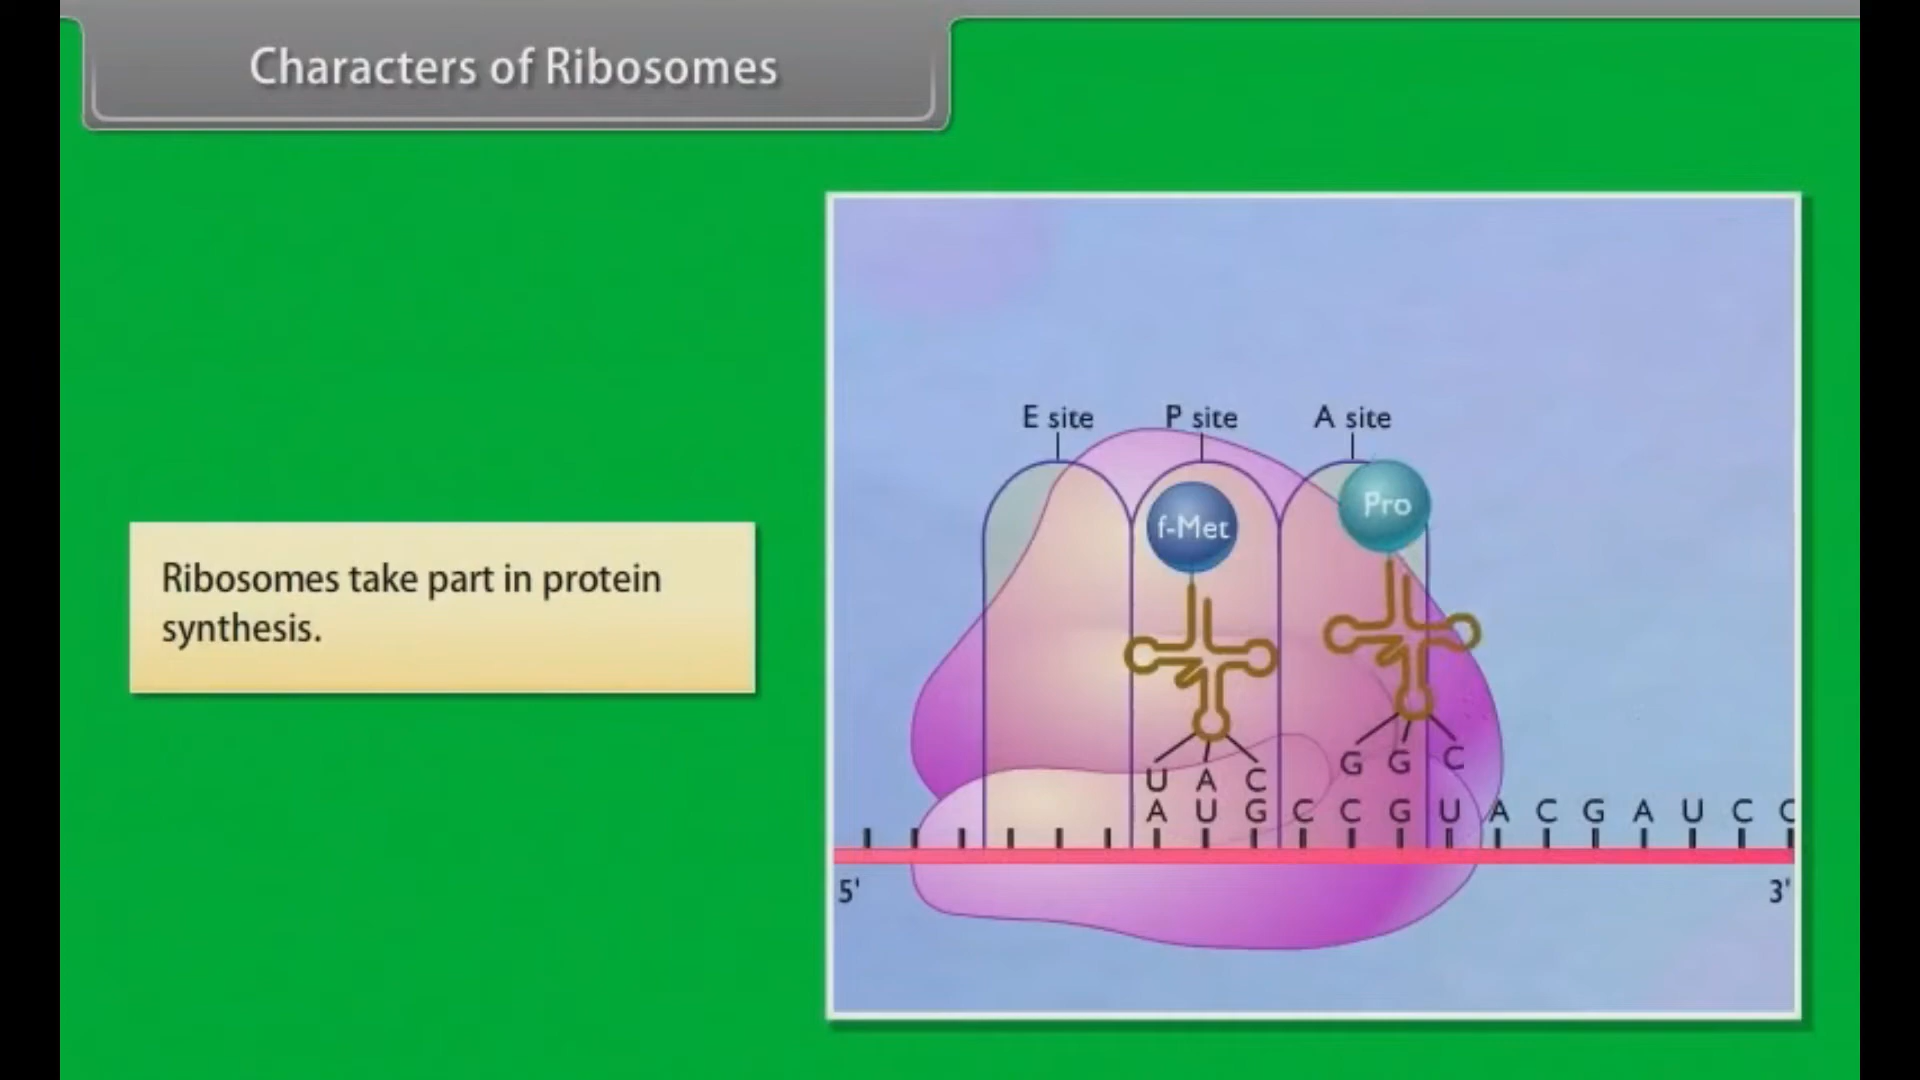 Characters of Ribosomes
E site P site A site
Pro
f-Met
Ribosomes take part in protein
synthesis.
G G C
U A C
A U G C C G U A C G A U C C
5' 3'